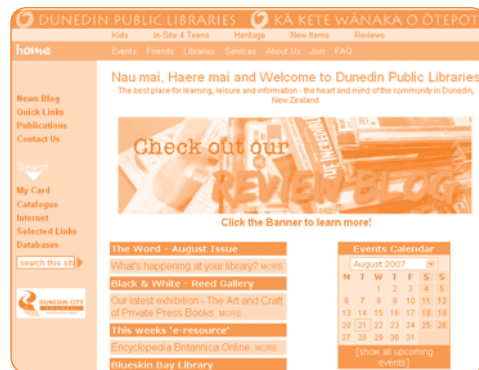 DUNEDIN PUBLIC LIBRARIES KĀ KETE WĀNAKA O ŌTEPOT
Kids In-Site 4 Teens Heritage New Items Reviews
home Events Friends Libraries Services About Us Join FAQ
Nau mai, Haere mai and Welcome to Dunedin Public Libraries
The best place for learning, leisure and information - the heart and mind of the community in Dunedin,
New Zealand.
News Blog
Quick Links
Publications
Contact Us
Search
My Card
Catalogue
Internet
Selected Links
Databases
search this site
DUNEDIN CITY
Check out our
REVIEW BLOG
THE INCREDIBLE
Click the Banner to learn more!
The Word - August Issue
What's happening at your library? MORE
Black & White - Reed Gallery
Our latest exhibition - The Art and Craft
of Private Press Books. MORE
This weeks 'e-resource'
Encyclopedia Britannica Online. MORE
Blueskin Bay Library
Events Calendar
August 2007
M T W T F S S
1 2 3 4 5
6 7 8 9 10 11 12
13 14 15 16 17 18 19
20 21 22 23 24 25 26
27 28 29 30 31
[show all upcoming
events]